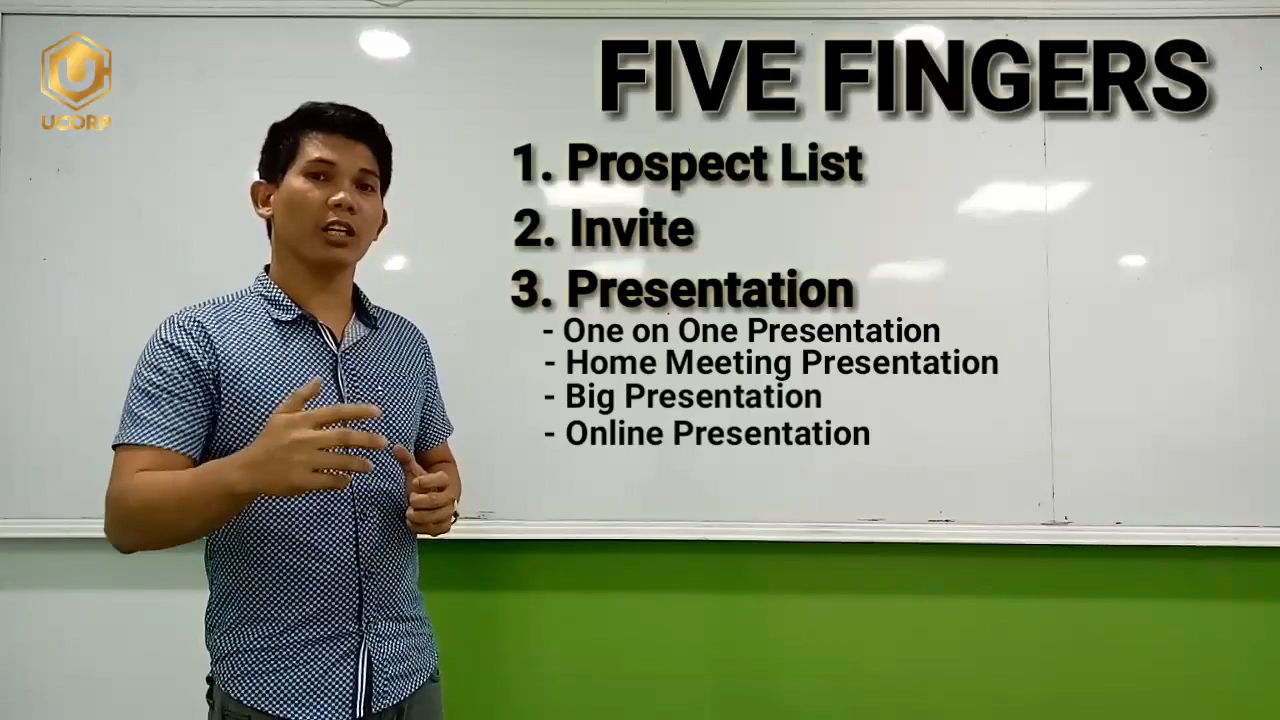 UCORP
FIVE FINGERS
1. Prospect List
2. Invite
3. Presentation
- One on One Presentation
- Home Meeting Presentation
- Big Presentation
- Online Presentation